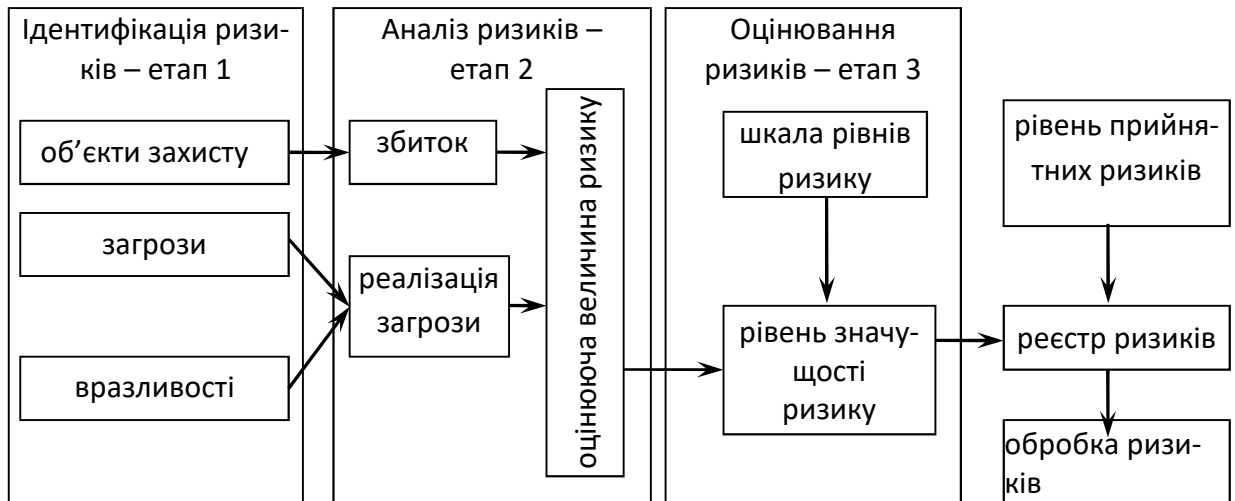 Ідентифікація ризи-
ків – етап 1
об’єкти захисту
загрози
вразливості
Аналіз ризиків –
етап 2
збиток
реалізація
загрози
оцінююча величина ризику
Оцінювання
ризиків – етап 3
шкала рівнів
ризику
рівень значу-
щості
ризику
рівень прийня-
тних ризиків
реєстр ризиків
обробка ризи-
ків